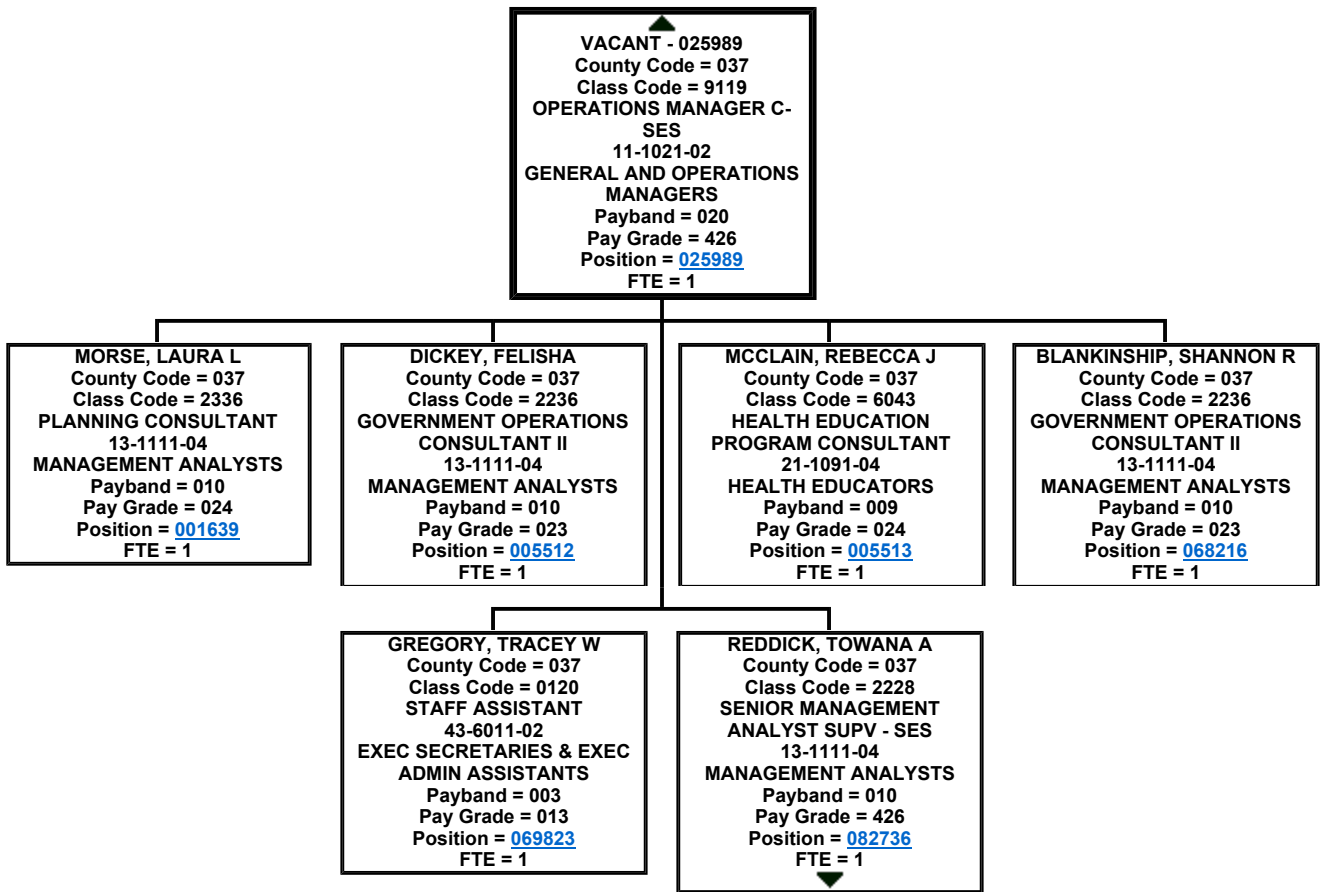 VACANT - 025989
County Code = 037
Class Code = 9119
OPERATIONS MANAGER C-
SES
11-1021-02
GENERAL AND OPERATIONS
MANAGERS
Payband = 020
Pay Grade = 426
Position = 025989
FTE = 1
MORSE, LAURA L
County Code = 037
Class Code = 2336
PLANNING CONSULTANT
13-1111-04
MANAGEMENT ANALYSTS
Payband = 010
Pay Grade = 024
Position = 001639
FTE = 1
DICKEY, FELISHA
County Code = 037
Class Code = 2236
GOVERNMENT OPERATIONS
CONSULTANT II
13-1111-04
MANAGEMENT ANALYSTS
Payband = 010
Pay Grade = 023
Position = 005512
FTE = 1
MCCLAIN, REBECCA J
County Code = 037
Class Code = 6043
HEALTH EDUCATION
PROGRAM CONSULTANT
21-1091-04
HEALTH EDUCATORS
Payband = 009
Pay Grade = 024
Position = 005513
FTE = 1
BLANKINSHIP, SHANNON R
County Code = 037
Class Code = 2236
GOVERNMENT OPERATIONS
CONSULTANT II
13-1111-04
MANAGEMENT ANALYSTS
Payband = 010
Pay Grade = 023
Position = 068216
FTE = 1
GREGORY, TRACEY W
County Code = 037
Class Code = 0120
STAFF ASSISTANT
43-6011-02
EXEC SECRETARIES & EXEC
ADMIN ASSISTANTS
Payband = 003
Pay Grade = 013
Position = 069823
FTE = 1
REDDICK, TOWANA A
County Code = 037
Class Code = 2228
SENIOR MANAGEMENT
ANALYST SUPV - SES
13-1111-04
MANAGEMENT ANALYSTS
Payband = 010
Pay Grade = 426
Position = 082736
FTE = 1